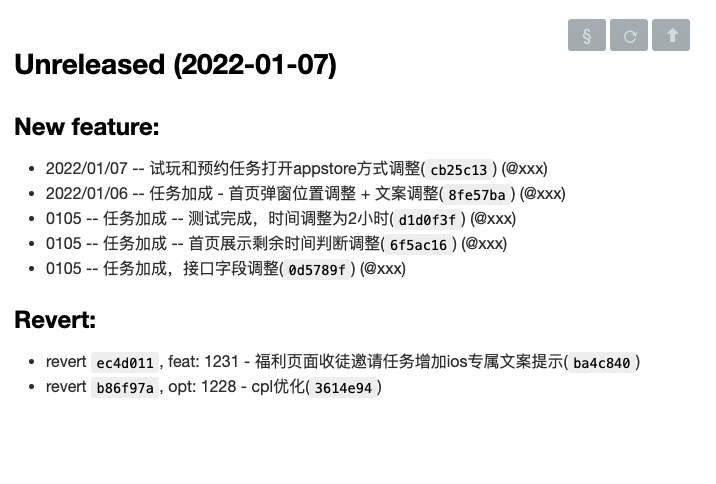 §
Unreleased (2022-01-07)
New feature:
• 2022/01/07 -- 试玩和预约任务打开appstore方式调整( cb25c13 ) (@xxx)
• 2022/01/06 -- 任务加成 - 首页弹窗位置调整 + 文案调整( 8fe57ba ) (@xxx)
• 0105 -- 任务加成 -- 测试完成，时间调整为2小时( d1d0f3f ) (@xxx)
• 0105 -- 任务加成 -- 首页展示剩余时间判断调整( 6f5ac16 ) (@xxx)
• 0105 -- 任务加成，接口字段调整( 0d5789f ) (@xxx)
Revert:
• revert ec4d011 , feat: 1231 - 福利页面收徒邀请任务增加ios专属文案提示( ba4c840 )
• revert b86f97a , opt: 1228 - cpl优化( 3614e94 )